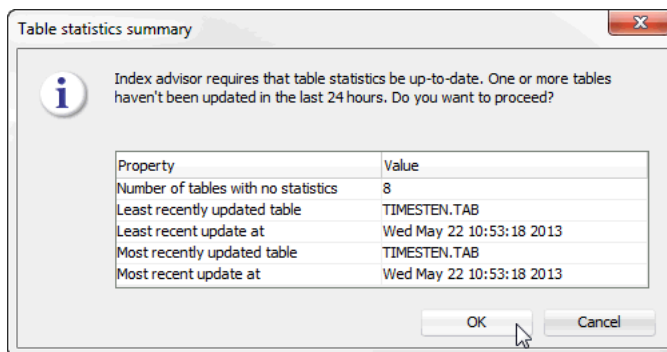 Table statistics summary
Index advisor requires that table statistics be up-to-date. One or more tables
haven't been updated in the last 24 hours. Do you want to proceed?
Property Value
Number of tables with no statistics 8
Least recently updated table TIMESTEN.TAB
Least recent update at Wed May 22 10:53:18 2013
Most recently updated table TIMESTEN.TAB
Most recent update at Wed May 22 10:53:18 2013
OK Cancel